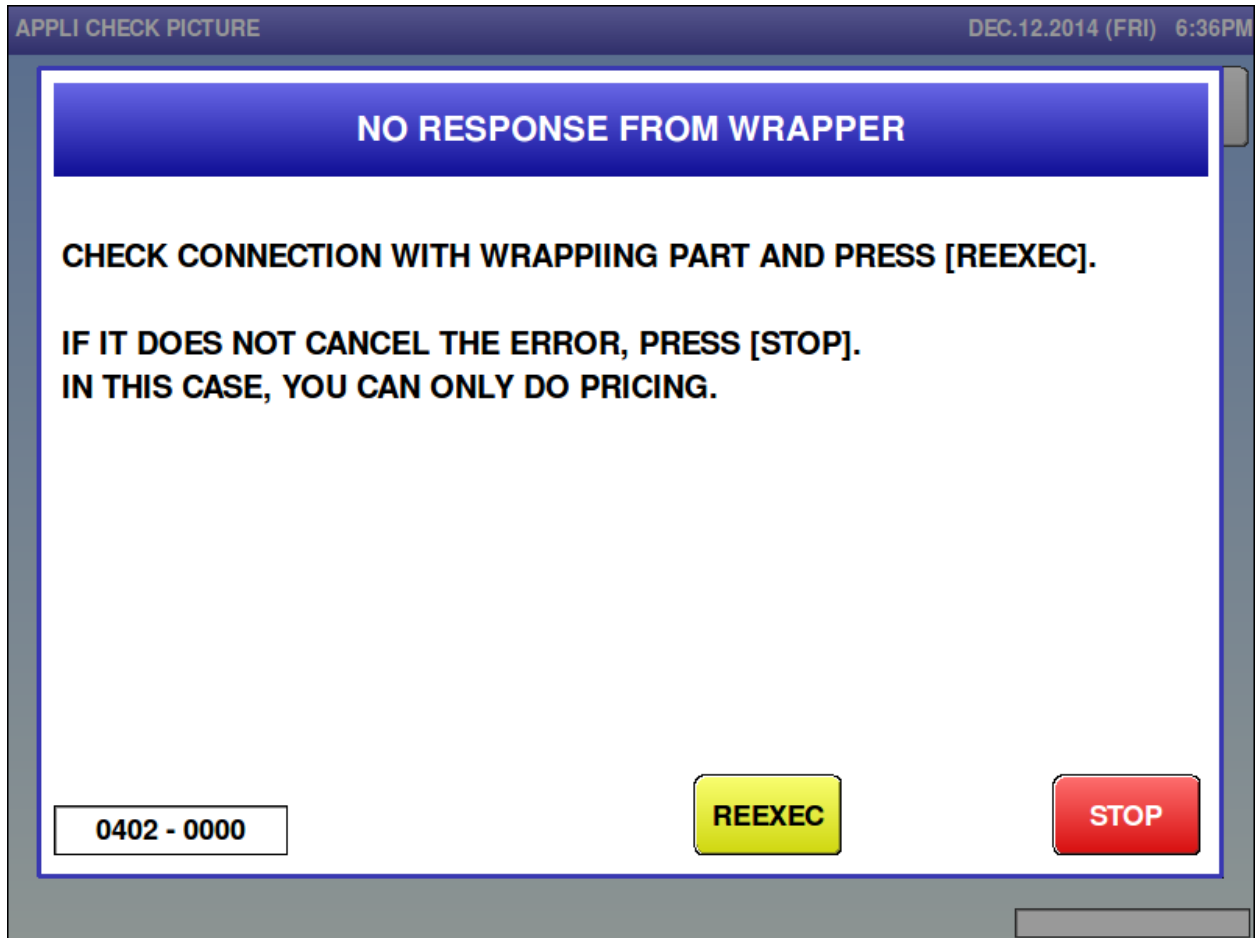 APPLI CHECK PICTURE DEC.12.2014 (FRI) 6:36PM
NO RESPONSE FROM WRAPPER
CHECK CONNECTION WITH WRAPPIING PART AND PRESS [REEXEC].
IF IT DOES NOT CANCEL THE ERROR, PRESS [STOP].
IN THIS CASE, YOU CAN ONLY DO PRICING.
0402 - 0000 REEXEC STOP